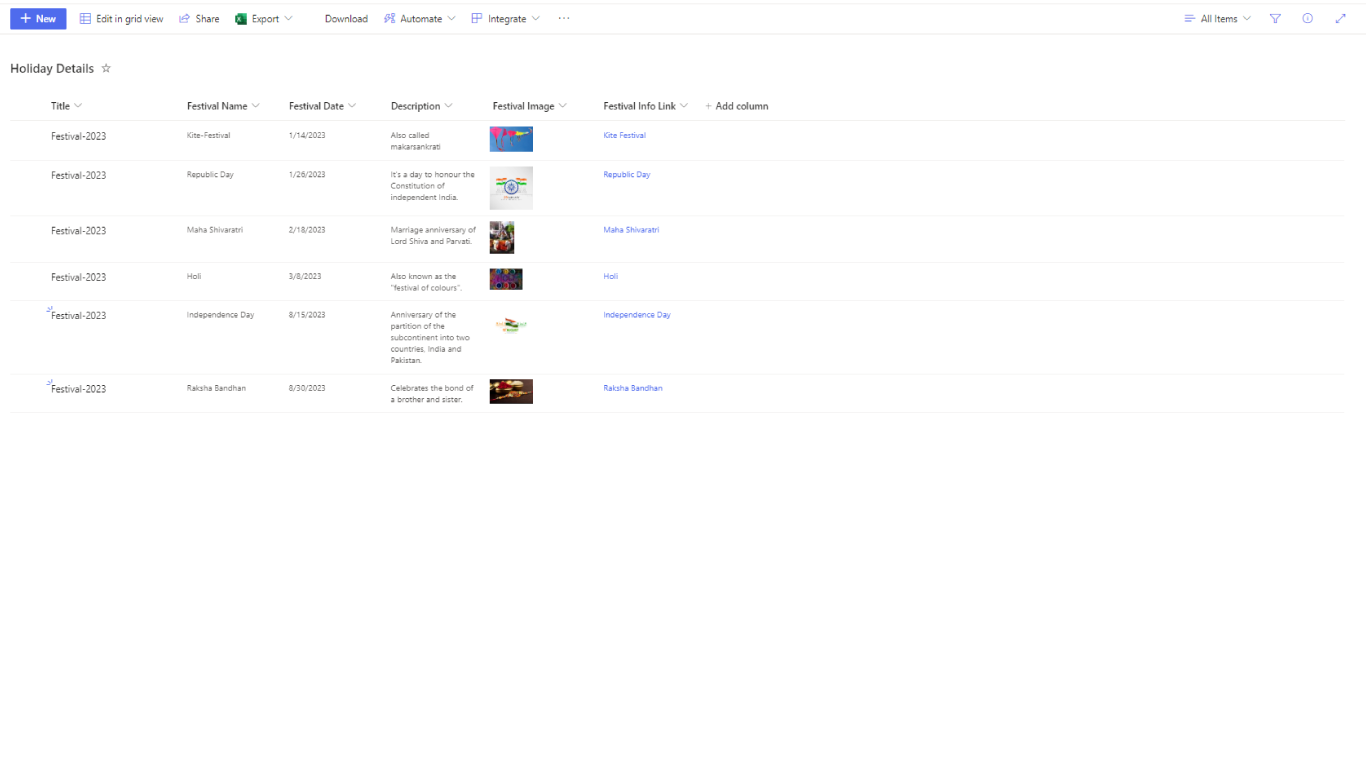 New Edit in grid view Share Export Download Automate Integrate ... All Items
Holiday Details
Title Festival Name Festival Date Description Festival Image Festival Info Link + Add column
Festival-2023 Kite-Festival 1/14/2023 Also called Kite Festival
makarsankrati
Festival-2023 Republic Day 1/26/2023 It's a day to honour the Republic Day
Constitution of
independent India.
Festival-2023 Maha Shivaratri 2/18/2023 Marriage anniversary of Maha Shivaratri
Lord Shiva and Parvati.
Festival-2023 Holi 3/8/2023 Also known as the Holi
"festival of colours".
Festival-2023 Independence Day 8/15/2023 Anniversary of the Independence Day
partition of the
subcontinent into two
countries, India and
Pakistan.
Festival-2023 Raksha Bandhan 8/30/2023 Celebrates the bond of Raksha Bandhan
a brother and sister.